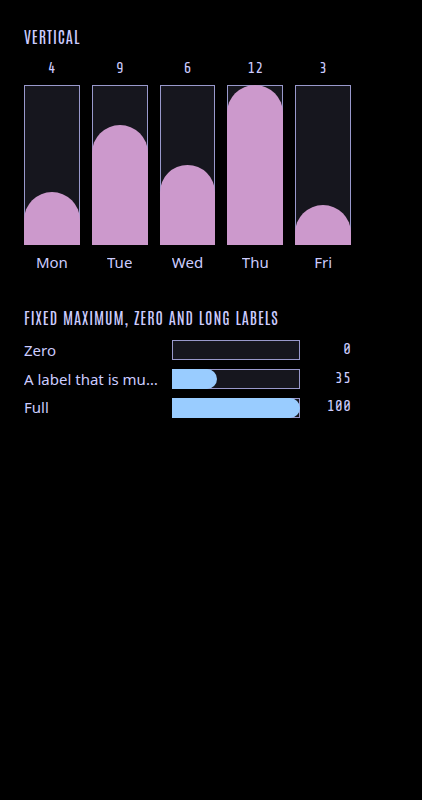 VERTICAL
4 9 6 12 3
Mon Tue Wed Thu Fri
FIXED MAXIMUM, ZERO AND LONG LABELS
Zero 0
A label that is mu... 35
Full 100